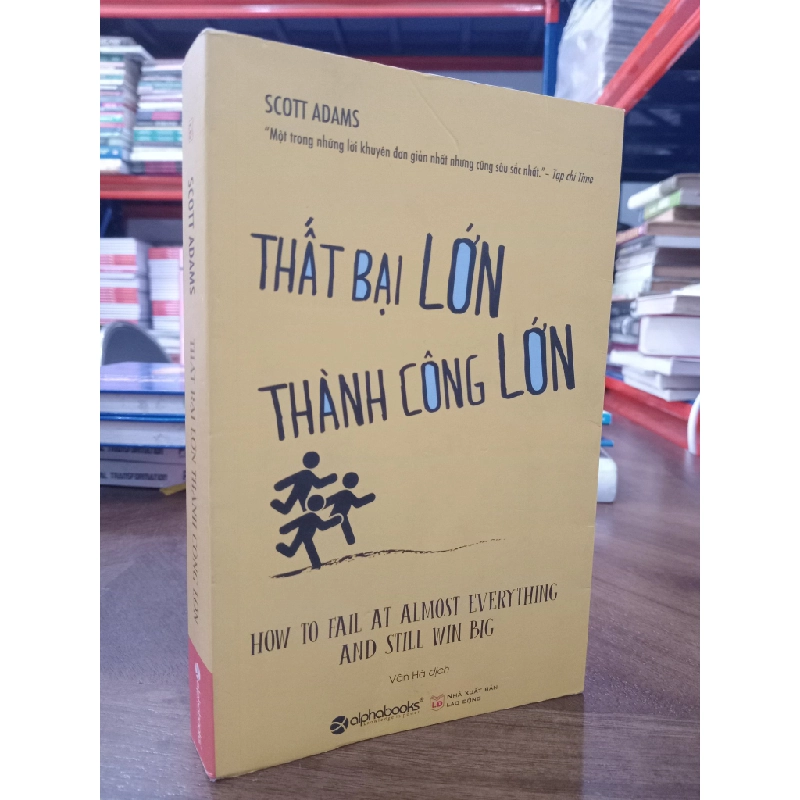 SCOTT ADAMS
"Một trong những lời khuyên đơn giản nhất nhưng cũng sâu sắc nhất." - Tạp chí Time
THẤT BẠI LỚN
THÀNH CÔNG LỚN
HOW TO FAIL AT ALMOST EVERYTHING
AND STILL WIN BIG
Vân Hà dịch
alphabooks
NHÀ XUẤT BẢN
LAO ĐỘNG
SCOTT ADAMS THẤT BẠI LỚN THÀNH CÔNG LỚN
alphabooks